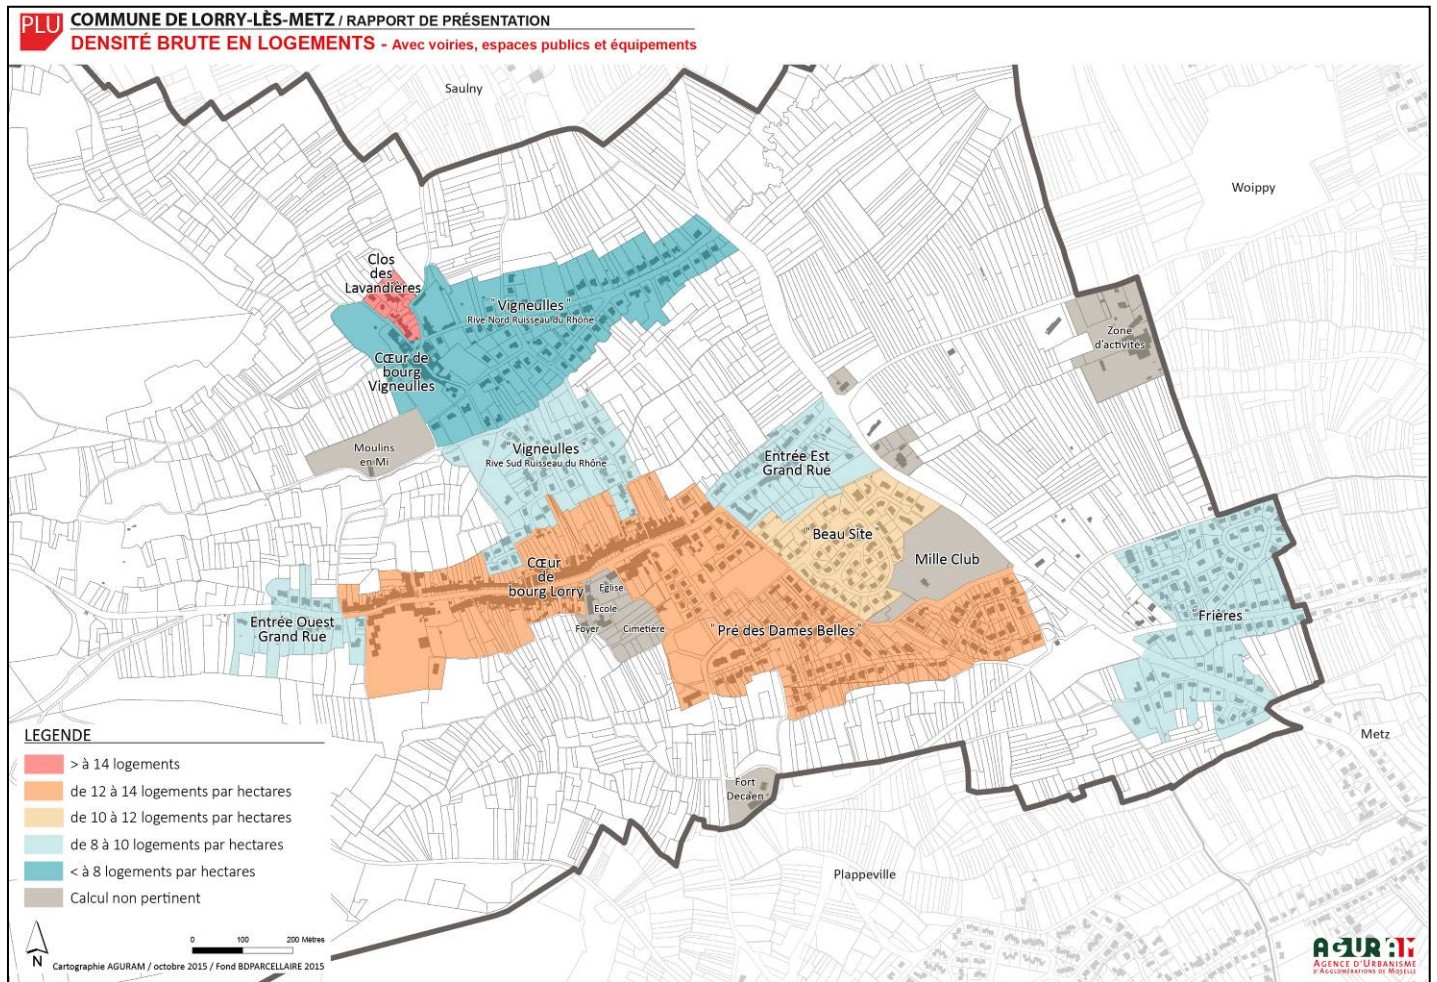 PLU
COMMUNE DE LORRY-LÈS-METZ / RAPPORT DE PRÉSENTATION
DENSITÉ BRUTE EN LOGEMENTS - Avec voiries, espaces publics et équipements
Saulny
Woippy
Clos
des
Lavandières
"Vigneulles"
Rive Nord Ruisseau du Rhône
Zone
d'activités
Cœur de
bourg
Vigneulles
Moulins
en Mi
"Vigneulles
Rive Sud Ruisseau du Rhône
Entrée Est
Grand Rue
"Beau Site"
Mille Club
Cœur
de
bourg Lorry
Eglise
Ecole
Foyer
Cimetière
Entrée Ouest
Grand Rue
"Pré des Dames Belles"
"Frières"
Metz
Fort
Decaen
Plappeville
LEGENDE
> à 14 logements
de 12 à 14 logements par hectares
de 10 à 12 logements par hectares
de 8 à 10 logements par hectares
< à 8 logements par hectares
Calcul non pertinent
N
0 100 200 Mètres
Cartographie AGURAM / octobre 2015 / Fond BDPARCELLAIRE 2015
AGURAM
AGENCE D'URBANISME
D'AGGLOMÉRATIONS DE MOSELLE